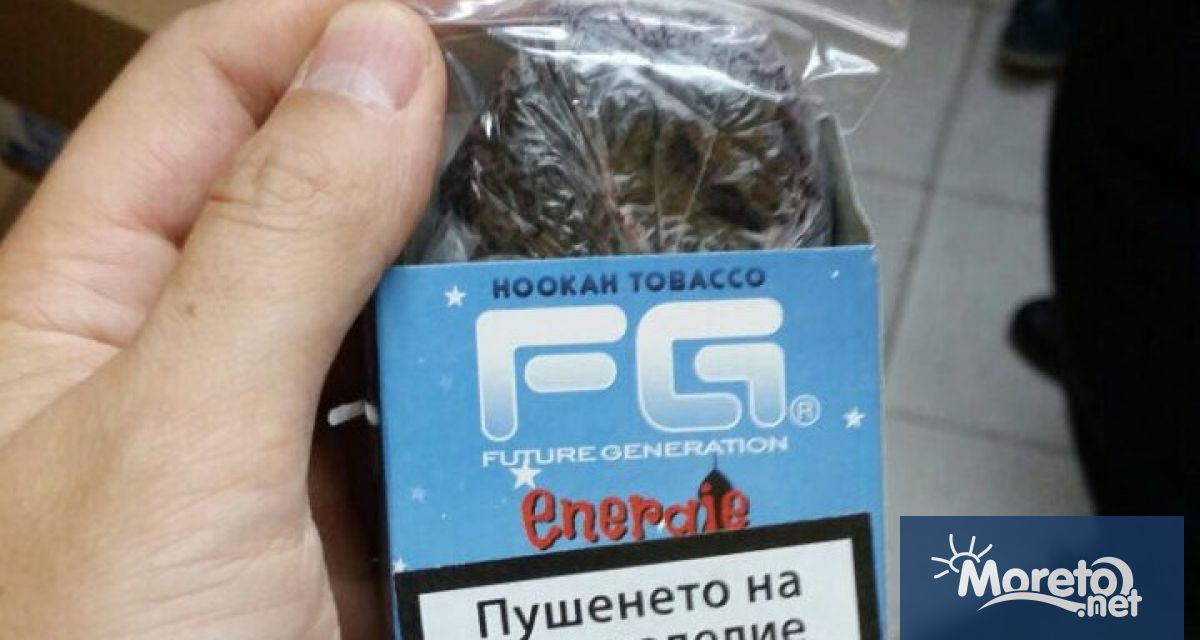 HOOKAH TOBACCO
FG®
FUTURE GENERATION
energie
Пушенето на
Moreto
.net